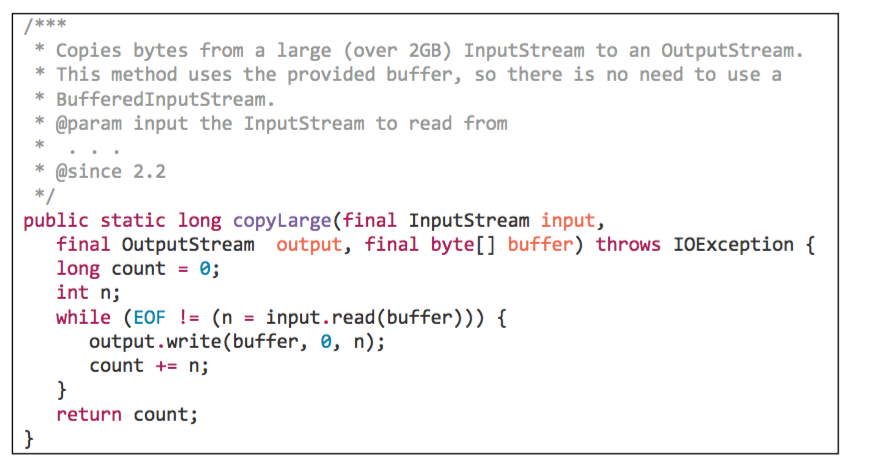 /***
 * Copies bytes from a large (over 2GB) InputStream to an OutputStream.
 * This method uses the provided buffer, so there is no need to use a
 * BufferedInputStream.
 * @param input the InputStream to read from
 *  . . .
 * @since 2.2
 */
public static long copyLarge(final InputStream input,
   final OutputStream  output, final byte[] buffer) throws IOException {
   long count = 0;
   int n;
   while (EOF != (n = input.read(buffer))) {
      output.write(buffer, 0, n);
      count += n;
   }
   return count;
}